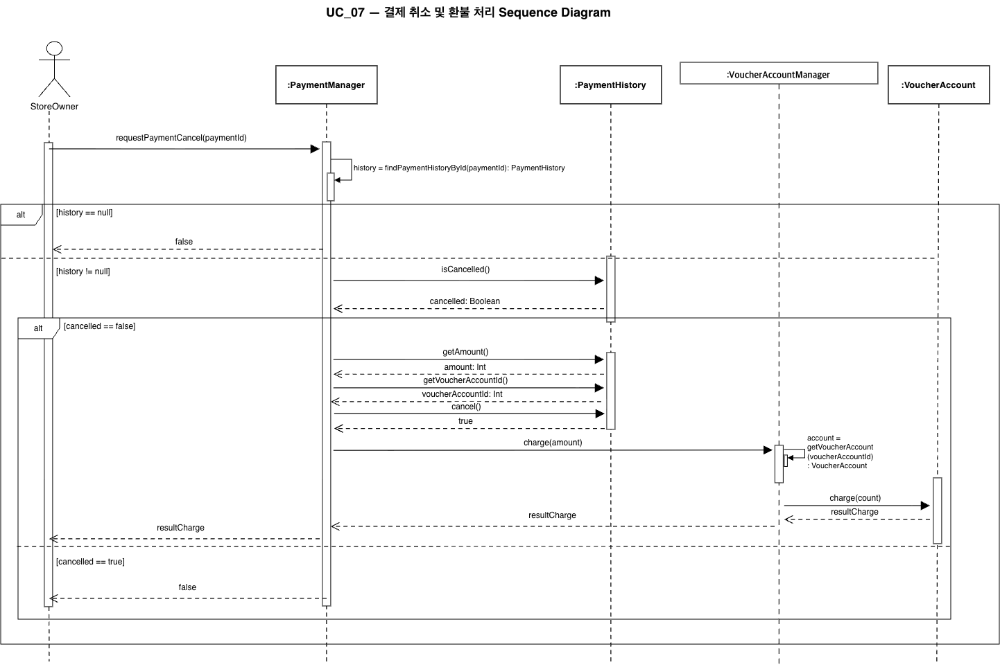 UC_07 — 결제 취소 및 환불 처리 Sequence Diagram
StoreOwner
:PaymentManager
:PaymentHistory
:VoucherAccountManager
:VoucherAccount
requestPaymentCancel(paymentId)
history = findPaymentHistoryById(paymentId): PaymentHistory
alt
[history == null]
false
[history != null]
isCancelled()
cancelled: Boolean
alt
[cancelled == false]
getAmount()
amount: Int
getVoucherAccountId()
voucherAccountId: Int
cancel()
true
charge(amount)
account =
getVoucherAccount
(voucherAccountId)
: VoucherAccount
charge(count)
resultCharge
resultCharge
resultCharge
[cancelled == true]
false